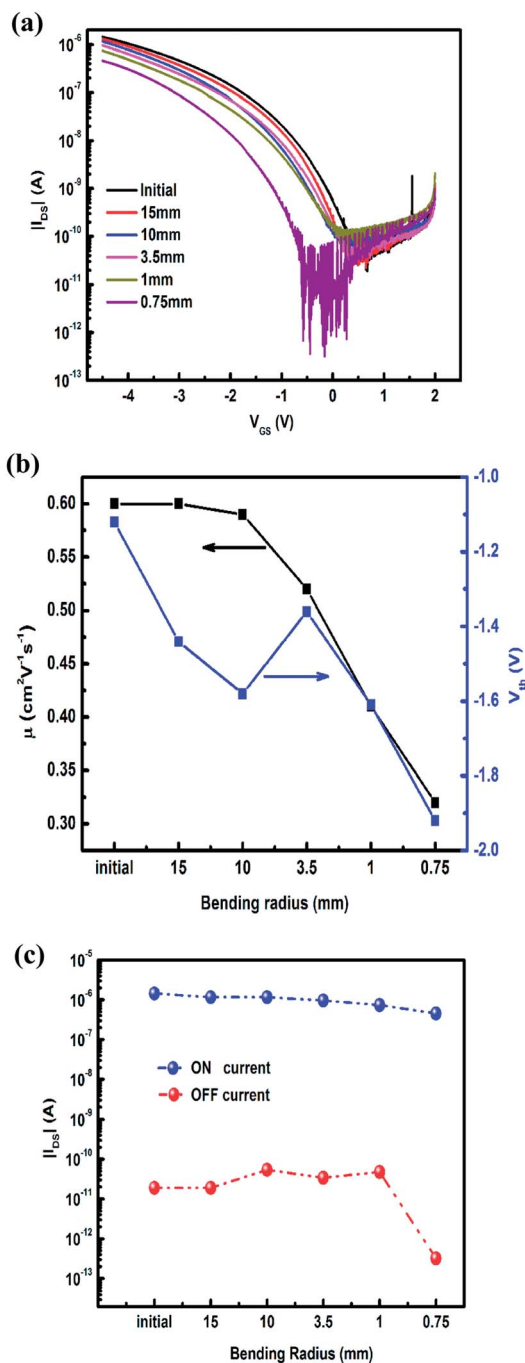 (a)
10-6
10-7
10-8
10-9
10-10
10-11
10-12
10-13
|IDS| (A)
Initial
15mm
10mm
3.5mm
1mm
0.75mm
-4 -3 -2 -1 0 1 2
VGS (V)
(b)
0.60
0.55
0.50
0.45
0.40
0.35
0.30
μ (cm2V-1s-1)
-1.0
-1.2
-1.4
-1.6
-1.8
-2.0
Vth (V)
initial 15 10 3.5 1 0.75
Bending radius (mm)
(c)
10-5
10-6
10-7
10-8
10-9
10-10
10-11
10-12
10-13
|IDS| (A)
ON current
OFF current
initial 15 10 3.5 1 0.75
Bending Radius (mm)